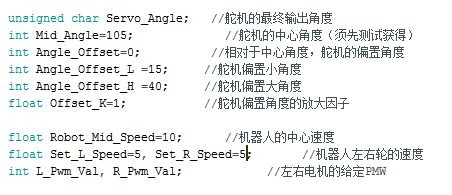 unsigned char Servo_Angle; //舵机的最终输出角度
int Mid_Angle=105; //舵机的中心角度（须先测试获得）
int Angle_Offset=0; //相对于中心角度，舵机的偏置角度
int Angle_Offset_L =15; //舵机偏置小角度
int Angle_Offset_H =40; //舵机偏置大角度
float Offset_K=1; //舵机偏置角度的放大因子
float Robot_Mid_Speed=10; //机器人的中心速度
float Set_L_Speed=5, Set_R_Speed=5; //机器人左右轮的速度
int L_Pwm_Val, R_Pwm_Val; //左右电机的给定PMW